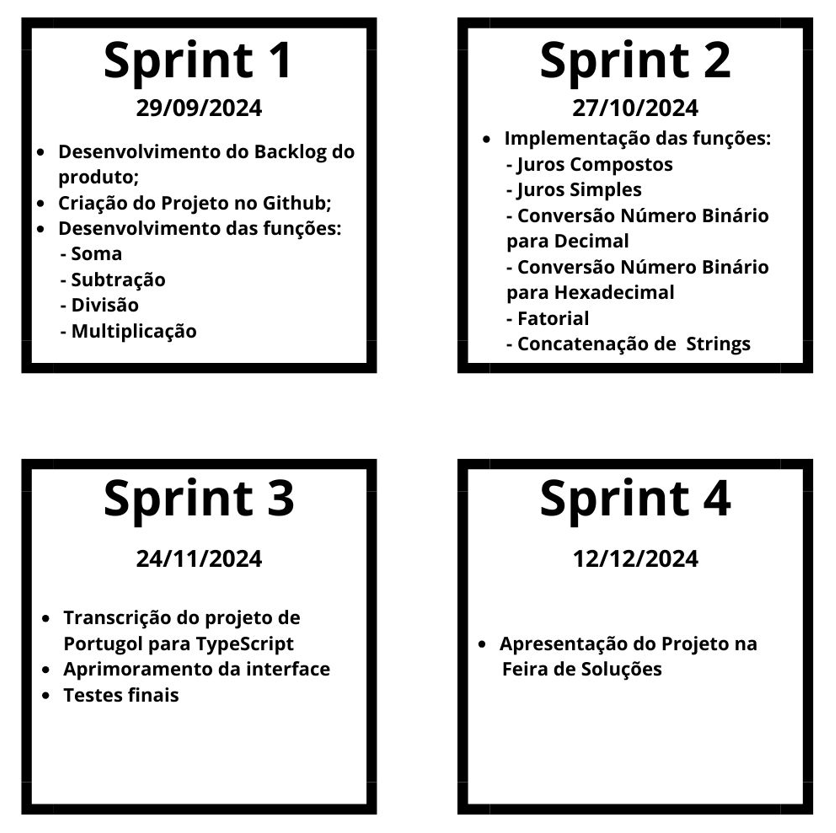 Sprint 1
29/09/2024
• Desenvolvimento do Backlog do
produto;
• Criação do Projeto no Github;
• Desenvolvimento das funções:
- Soma
- Subtração
- Divisão
- Multiplicação
Sprint 2
27/10/2024
• Implementação das funções:
- Juros Compostos
- Juros Simples
- Conversão Número Binário
para Decimal
- Conversão Número Binário
para Hexadecimal
- Fatorial
- Concatenação de  Strings
Sprint 3
24/11/2024
• Transcrição do projeto de
Portugol para TypeScript
• Aprimoramento da interface
• Testes finais
Sprint 4
12/12/2024
• Apresentação do Projeto na
Feira de Soluções